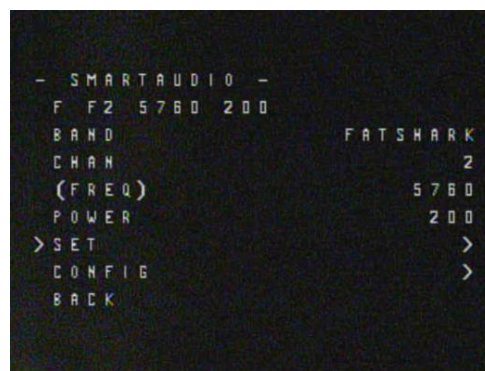 - SMARTAUDIO -
F F2 5760 200
BAND FATSHARK
CHAN 2
(FREQ) 5760
POWER 200
>SET >
CONFIG >
BACK